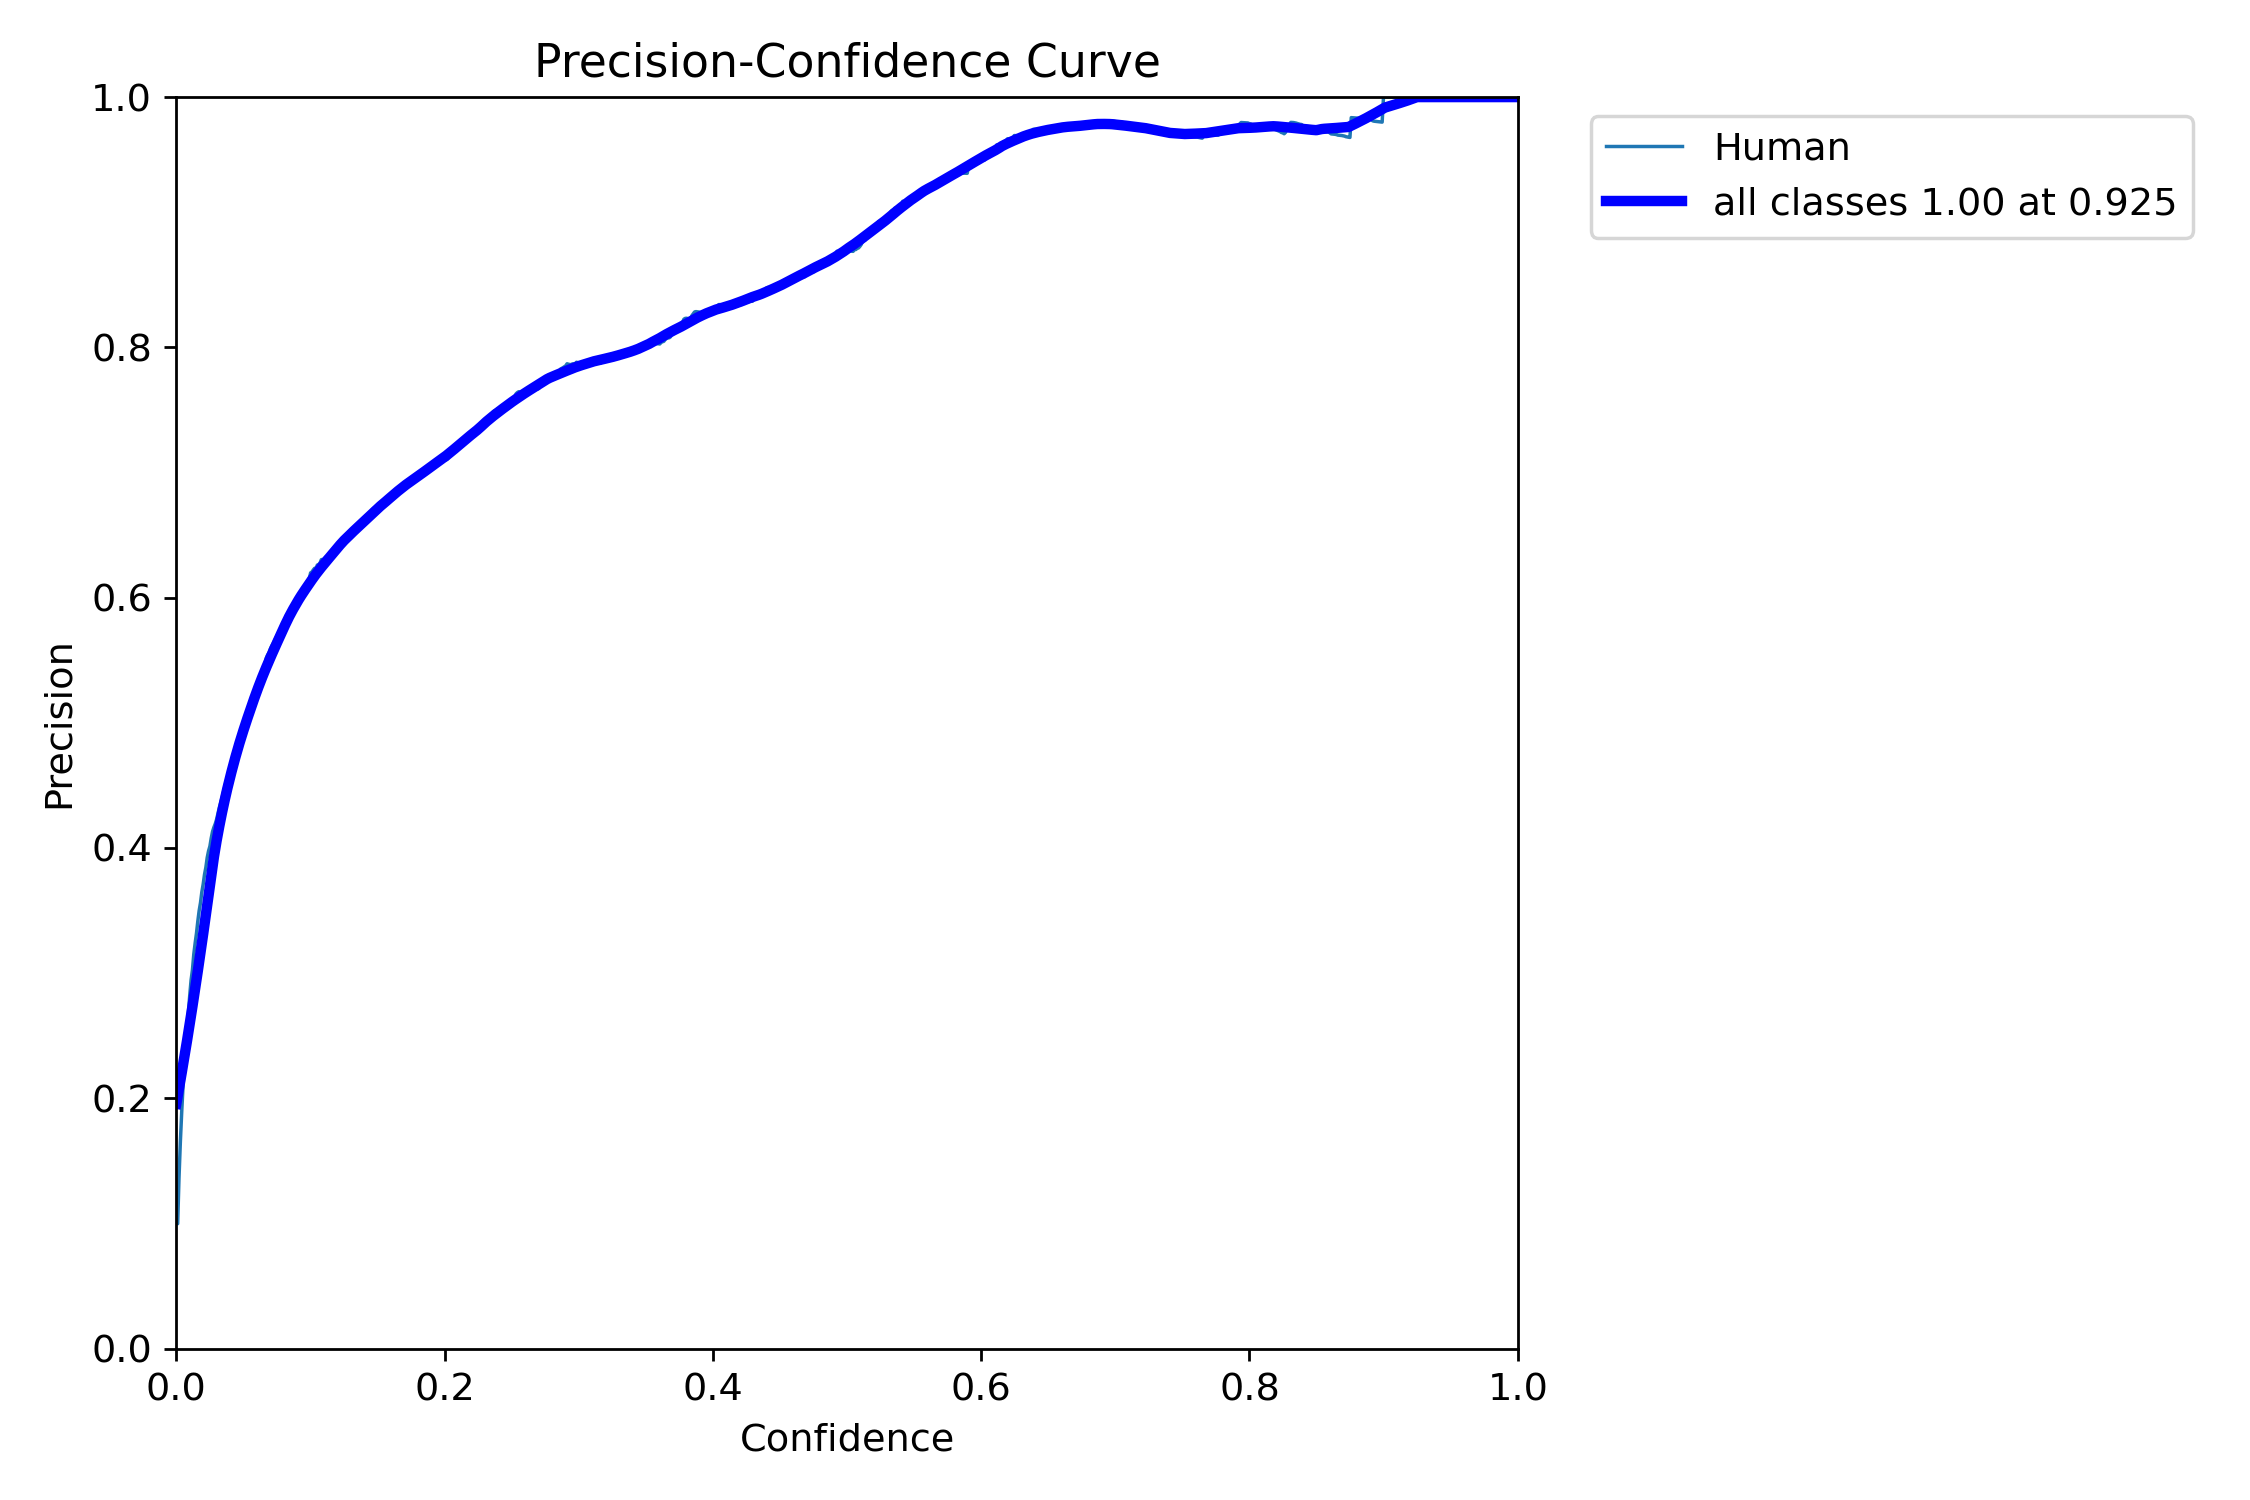 Precision-Confidence Curve
1.0
0.8
0.6
0.4
0.2
0.0
Precision
0.0 0.2 0.4 0.6 0.8 1.0
Confidence
Human
all classes 1.00 at 0.925